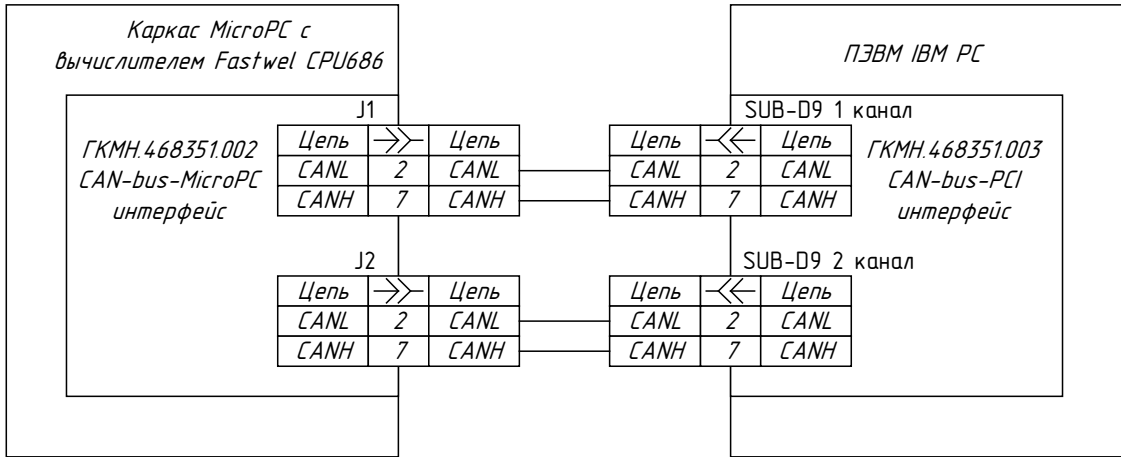 Каркас MicroPC с
вычислителем Fastwel CPU686
ПЭВМ IBM PC
ГКМН.468351.002
CAN-bus-MicroPC
интерфейс
J1
Цепь Цепь
CANL 2 CANL
CANH 7 CANH
SUB-D9 1 канал
Цепь Цепь
CANL 2 CANL
CANH 7 CANH
ГКМН.468351.003
CAN-bus-PCI
интерфейс
J2
Цепь Цепь
CANL 2 CANL
CANH 7 CANH
SUB-D9 2 канал
Цепь Цепь
CANL 2 CANL
CANH 7 CANH